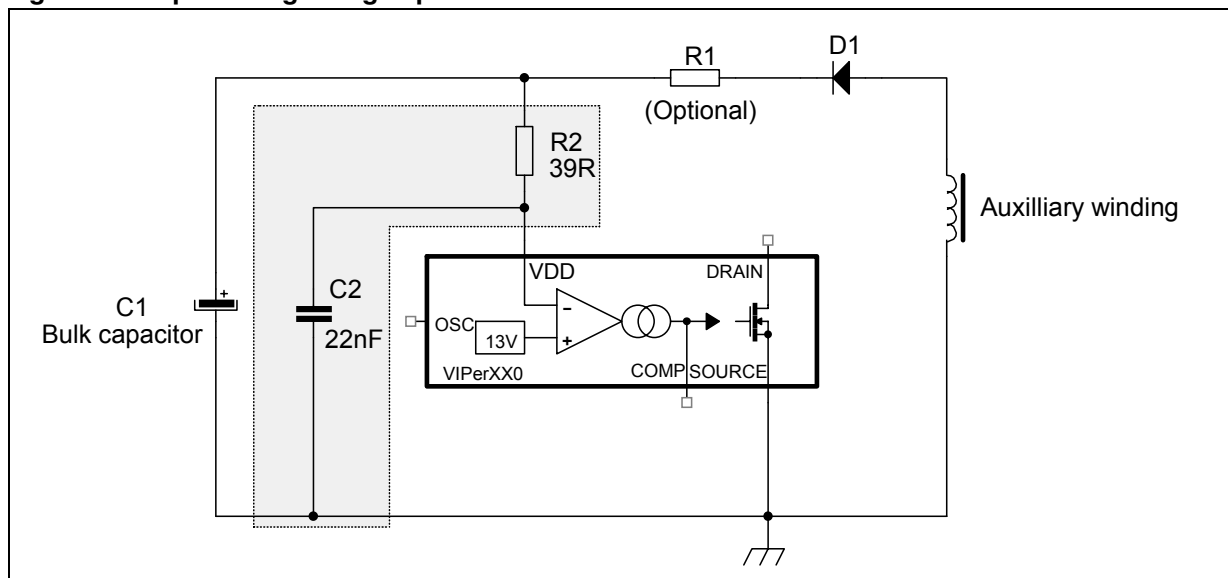 D1
R1
(Optional)
R2
39R
Auxilliary winding
VDD
DRAIN
C1
Bulk capacitor
+
C2
22nF
OSC
13V
−
+
COMP
SOURCE
VIPerXX0